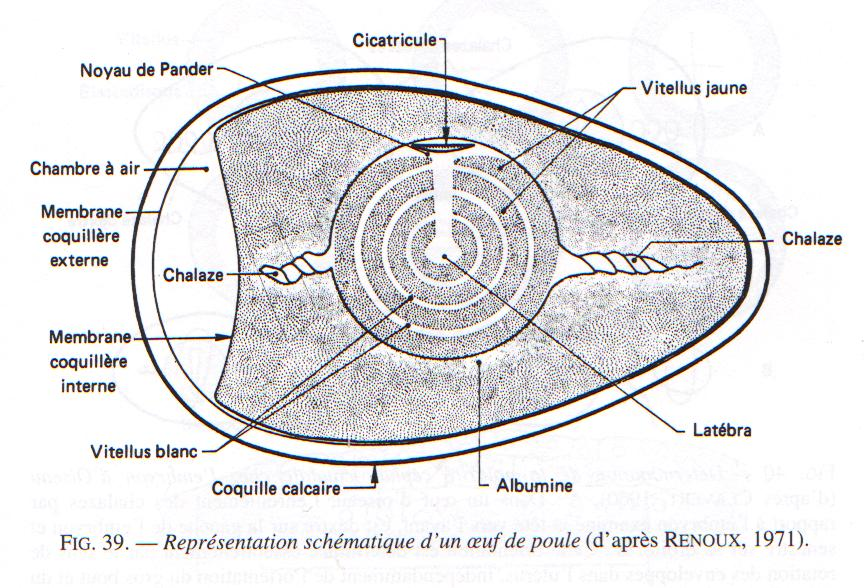 Cicatricule
Noyau de Pander
Vitellus jaune
Chambre à air
Membrane
coquillère
externe
Chalaze
Chalaze
Membrane
coquillère
interne
Latébra
Vitellus blanc
Albumine
Coquille calcaire
FIG. 39. — Représentation schématique d'un œuf de poule (d'après RENOUX, 1971).